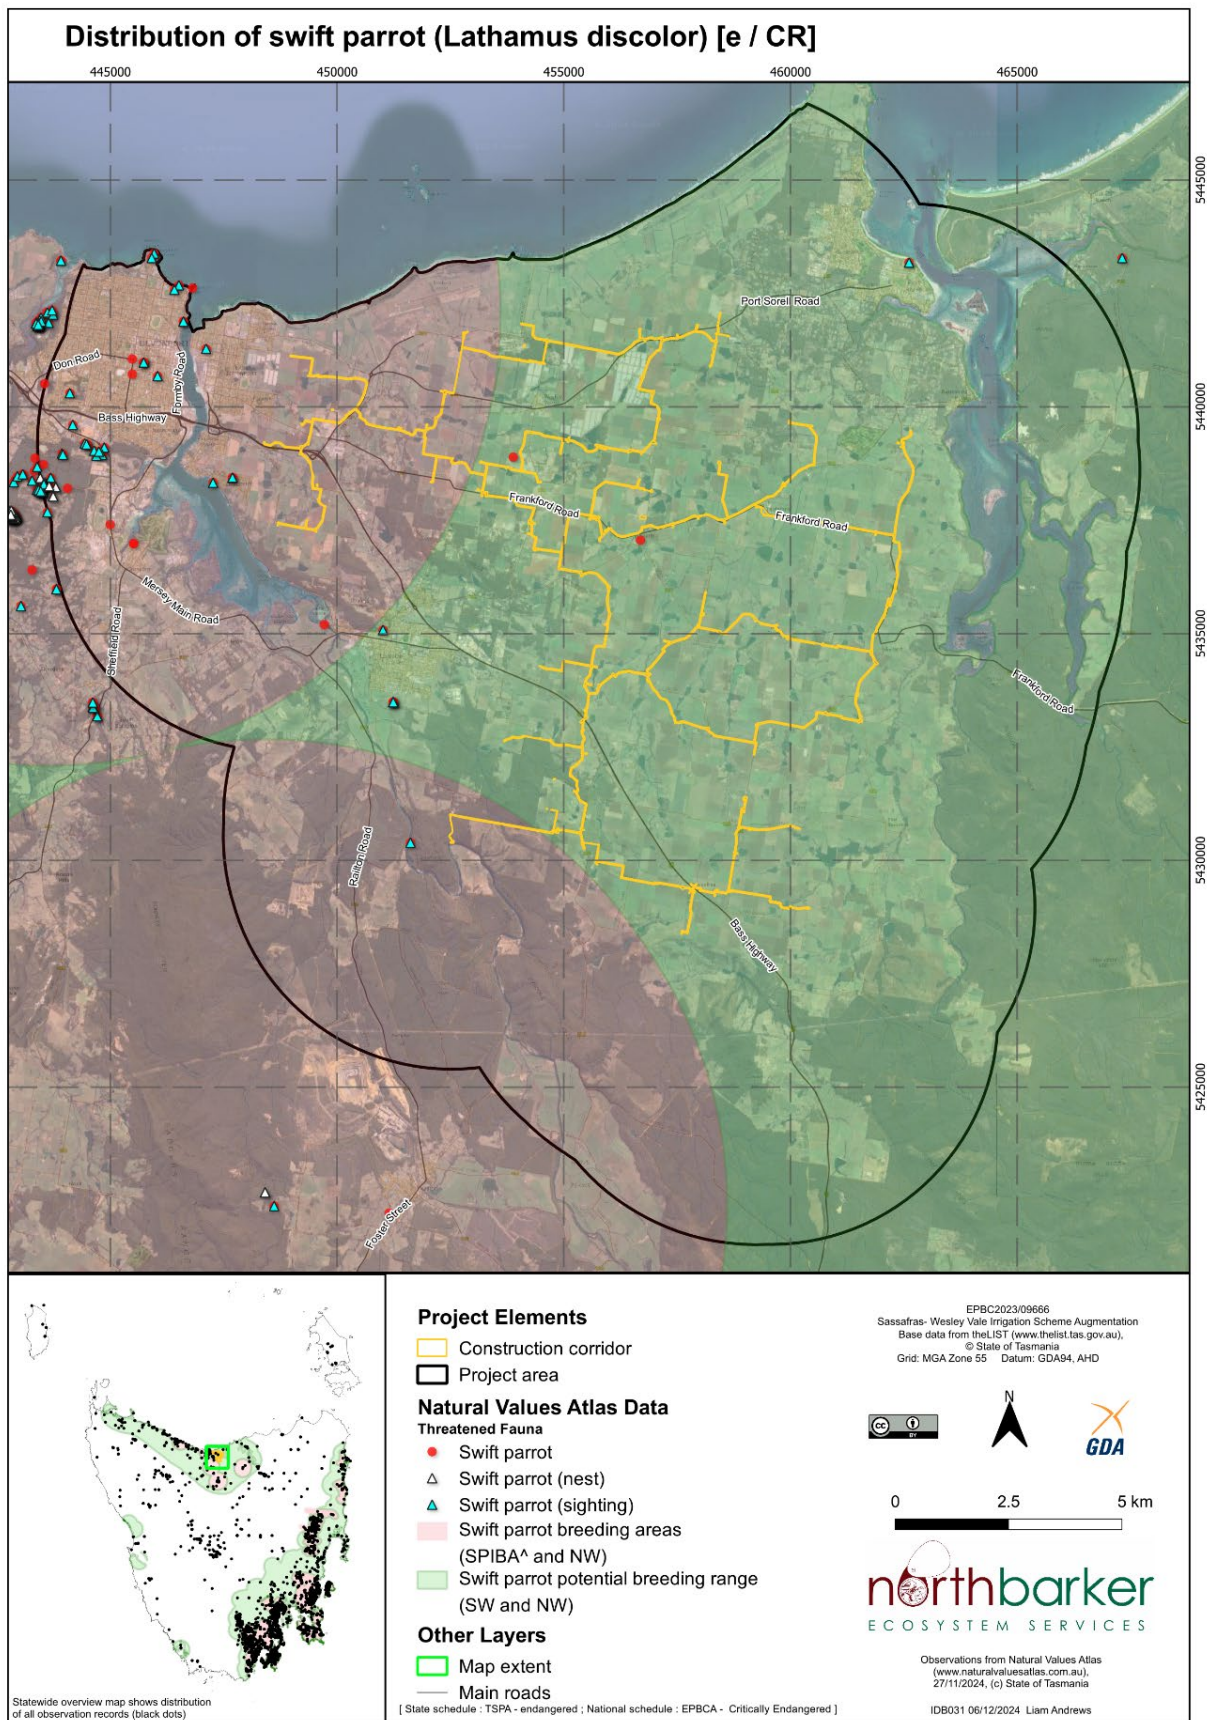 Distribution of swift parrot (Lathamus discolor) [e / CR]
445000
450000
455000
460000
465000
5445000
5440000
5435000
5430000
5425000
Port Sorell Road
Don Road
Formby Road
Bass Highway
Frankford Road
Frankford Road
Mersey Main Road
Sheffield Road
Frankford Road
Railton Road
Bass Highway
Foster Street
Project Elements
Construction corridor
Project area
Natural Values Atlas Data
Threatened Fauna
Swift parrot
Swift parrot (nest)
Swift parrot (sighting)
Swift parrot breeding areas
(SPIBA^ and NW)
Swift parrot potential breeding range
(SW and NW)
Other Layers
Map extent
Main roads
[ State schedule : TSPA - endangered ; National schedule : EPBCA - Critically Endangered ]
Statewide overview map shows distribution
of all observation records (black dots)
EPBC2023/09666
Sassafras- Wesley Vale Irrigation Scheme Augmentation
Base data from theLIST (www.thelist.tas.gov.au),
© State of Tasmania
Grid: MGA Zone 55 Datum: GDA94, AHD
cc
BY
N
GDA
0 2.5 5 km
northbarker
ECOSYSTEM SERVICES
Observations from Natural Values Atlas
(www.naturalvaluesatlas.com.au),
27/11/2024, (c) State of Tasmania
IDB031 06/12/2024 Liam Andrews